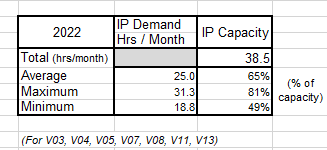 2022 IP Demand Hrs / Month IP Capacity
Total (hrs/month) 38.5
Average 25.0 65%
Maximum 31.3 81%
Minimum 18.8 49%
(% of capacity)
(For V03, V04, V05, V07, V08, V11, V13)